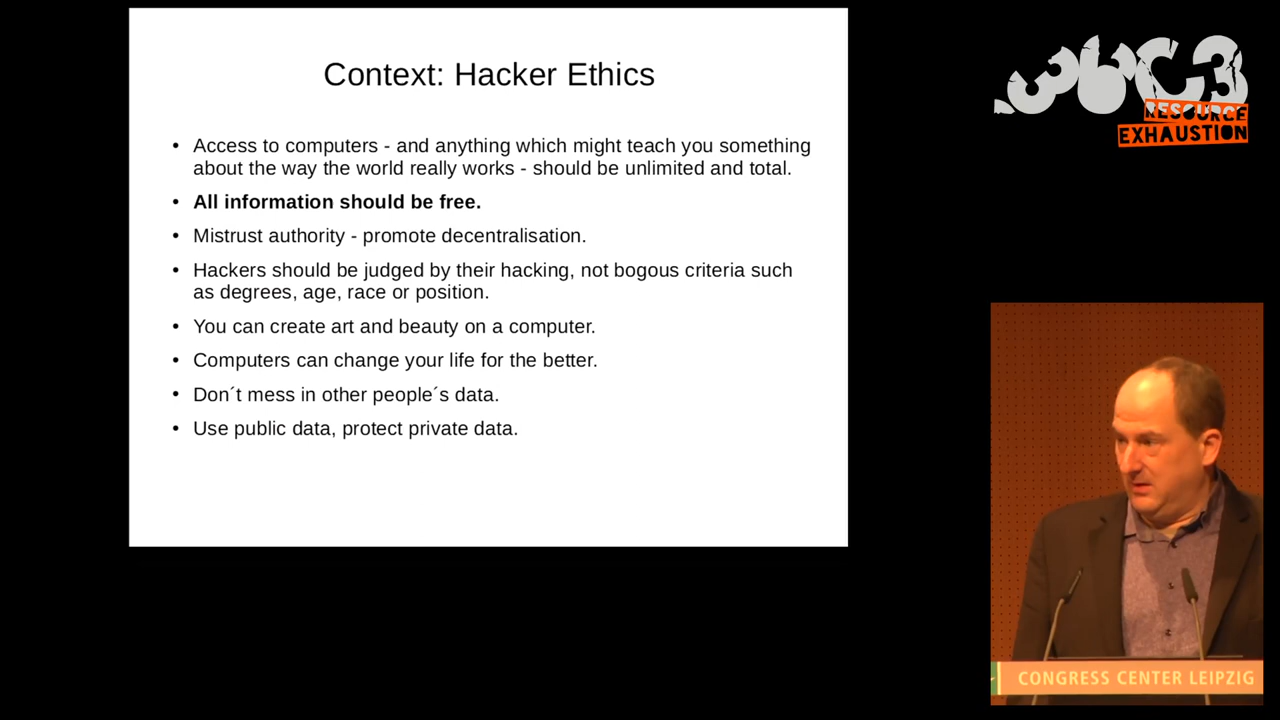 Context: Hacker Ethics
• Access to computers - and anything which might teach you something
about the way the world really works - should be unlimited and total.
• All information should be free.
• Mistrust authority - promote decentralisation.
• Hackers should be judged by their hacking, not bogous criteria such
as degrees, age, race or position.
• You can create art and beauty on a computer.
• Computers can change your life for the better.
• Don´t mess in other people´s data.
• Use public data, protect private data.
36C3
RESOURCE
EXHAUSTION
CONGRESS CENTER LEIPZIG